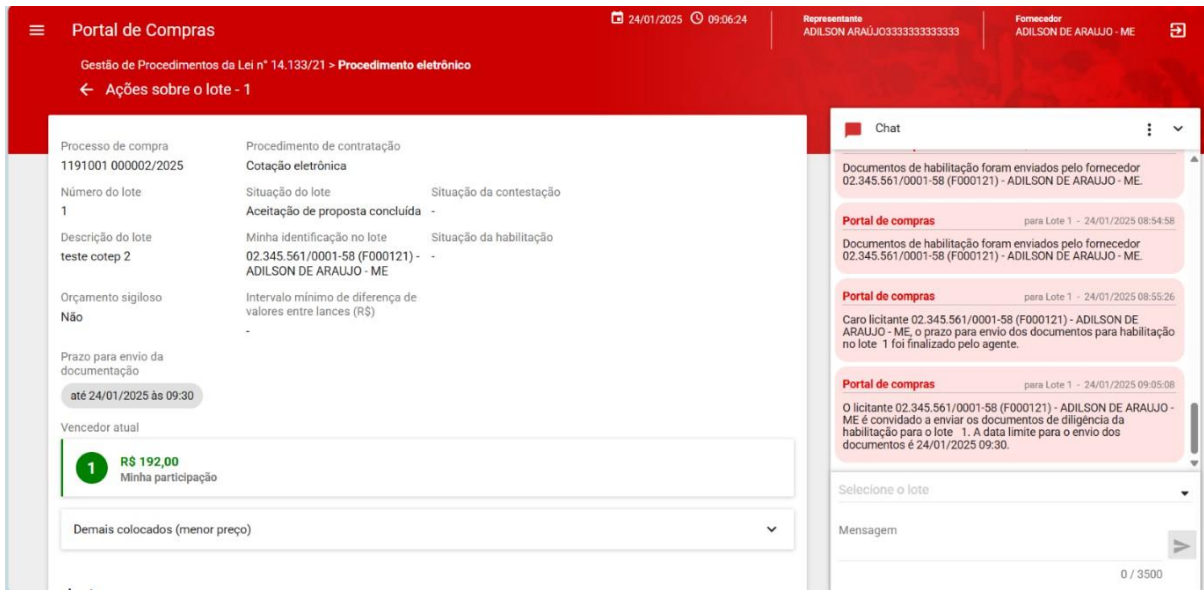 Portal de Compras
24/01/2025 09:06:24
Representante
ADILSON ARAÚJO3333333333333
Fornecedor
ADILSON DE ARAUJO - ME
Gestão de Procedimentos da Lei n° 14.133/21 > Procedimento eletrônico
Ações sobre o lote - 1
Processo de compra
1191001 000002/2025
Procedimento de contratação
Cotação eletrônica
Número do lote
1
Situação do lote
Aceitação de proposta concluída
Situação da contestação
-
Descrição do lote
teste cotep 2
Minha identificação no lote
02.345.561/0001-58 (F000121) -
ADILSON DE ARAUJO - ME
Situação da habilitação
-
Orçamento sigiloso
Não
Intervalo mínimo de diferença de
valores entre lances (R$)
-
Prazo para envio da
documentação
até 24/01/2025 às 09:30
Vencedor atual
1
R$ 192,00
Minha participação
Demais colocados (menor preço)
Chat
Documentos de habilitação foram enviados pelo fornecedor
02.345.561/0001-58 (F000121) - ADILSON DE ARAUJO - ME.
Portal de compras para Lote 1 - 24/01/2025 08:54:58
Documentos de habilitação foram enviados pelo fornecedor
02.345.561/0001-58 (F000121) - ADILSON DE ARAUJO - ME.
Portal de compras para Lote 1 - 24/01/2025 08:55:26
Caro licitante 02.345.561/0001-58 (F000121) - ADILSON DE
ARAUJO - ME, o prazo para envio dos documentos para habilitação
no lote 1 foi finalizado pelo agente.
Portal de compras para Lote 1 - 24/01/2025 09:05:08
O licitante 02.345.561/0001-58 (F000121) - ADILSON DE ARAUJO -
ME é convidado a enviar os documentos de diligência da
habilitação para o lote 1. A data limite para o envio dos
documentos é 24/01/2025 09:30.
Selecione o lote
Mensagem
0 / 3500